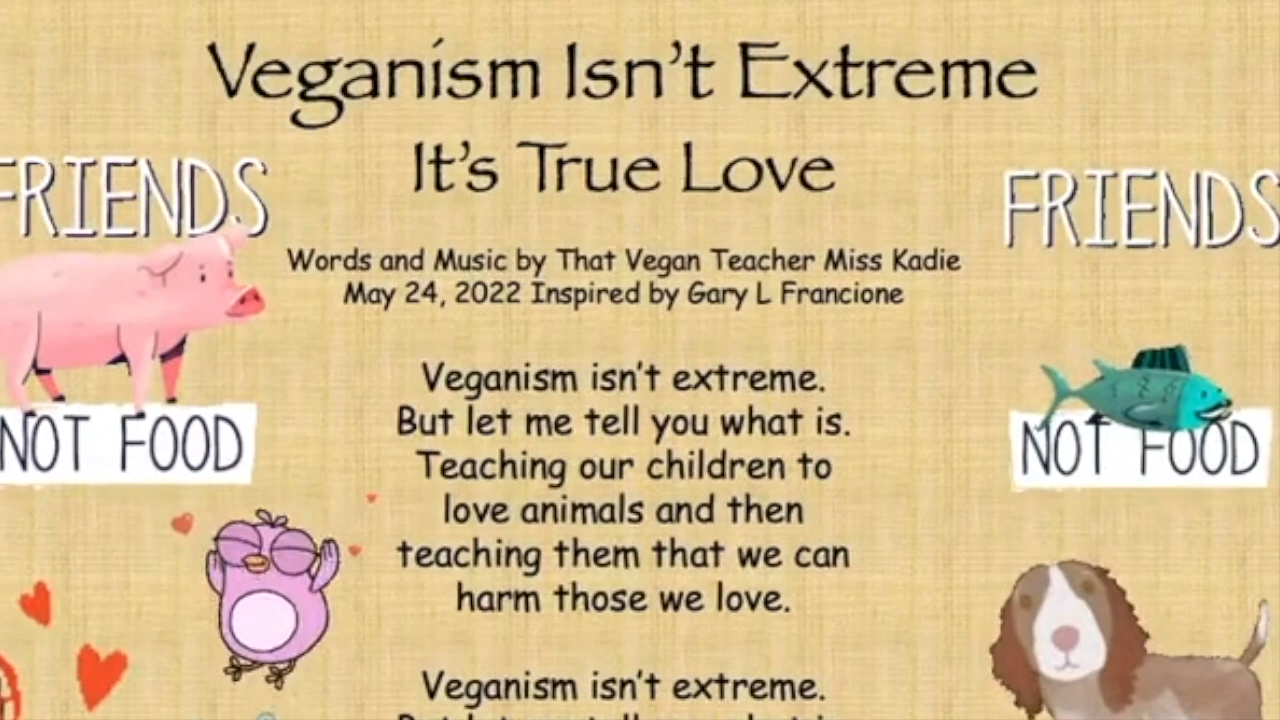 Veganism Isn't Extreme
It's True Love
FRIENDS
FRIENDS
Words and Music by That Vegan Teacher Miss Kadie
May 24, 2022 Inspired by Gary L Francione
Veganism isn't extreme.
But let me tell you what is.
NOT FOOD
NOT FOOD
Teaching our children to
love animals and then
teaching them that we can
harm those we love.
Veganism isn't extreme.